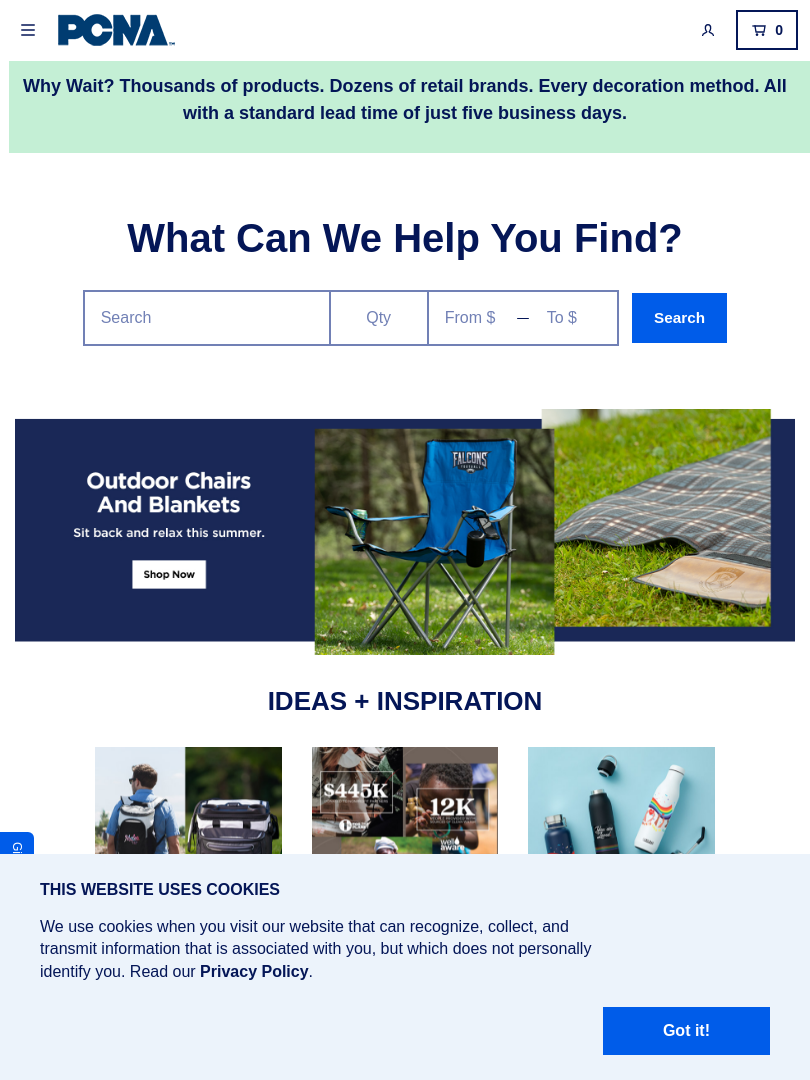 PCNA
0
Why Wait? Thousands of products. Dozens of retail brands. Every decoration method. All
with a standard lead time of just five business days.
What Can We Help You Find?
Search
Qty
From $
—
To $
Search
Outdoor Chairs
And Blankets
Sit back and relax this summer.
Shop Now
FALCONS
IDEAS + INSPIRATION
$445K
12K
well
aware
Gi
THIS WEBSITE USES COOKIES
We use cookies when you visit our website that can recognize, collect, and
transmit information that is associated with you, but which does not personally
identify you. Read our Privacy Policy.
Got it!